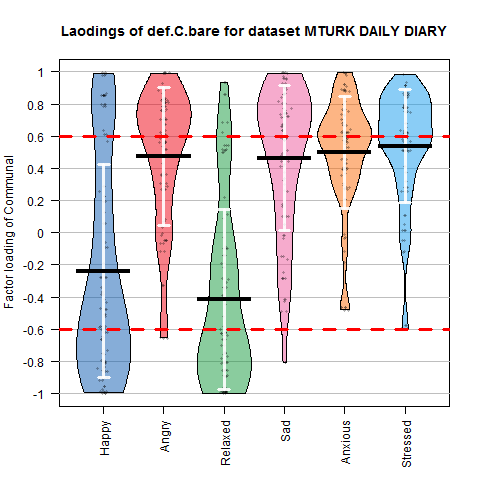 Laodings of def.C.bare for dataset MTURK DAILY DIARY
Factor loading of Communal
1
0.8
0.6
0.4
0.2
0
-0.2
-0.4
-0.6
-0.8
-1
Happy
Angry
Relaxed
Sad
Anxious
Stressed